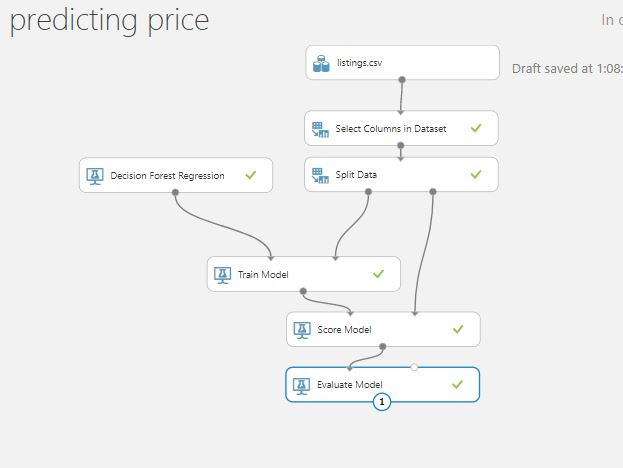 predicting price
In
listings.csv
Draft saved at 1:08:
Select Columns in Dataset
Decision Forest Regression
Split Data
Train Model
Score Model
Evaluate Model
1